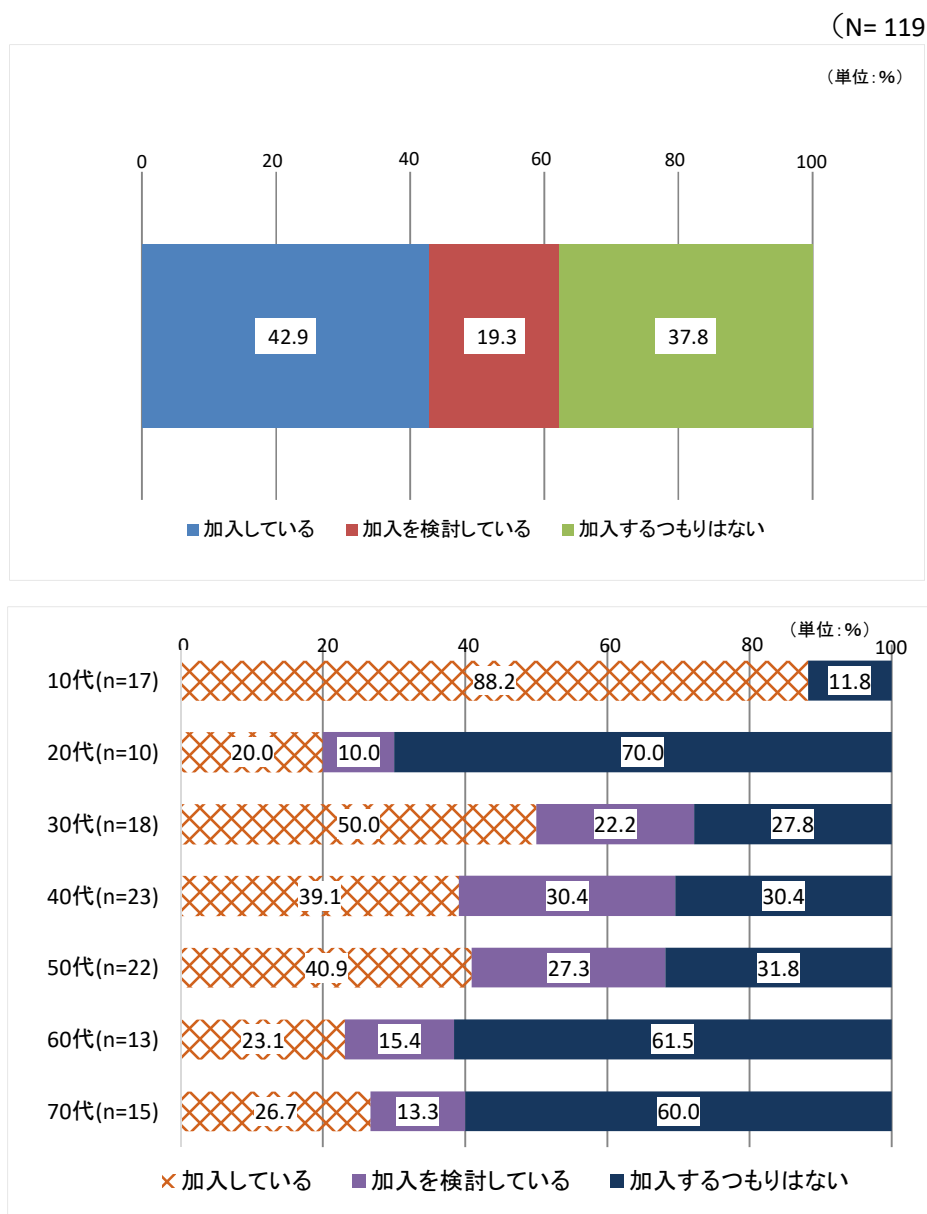 （N= 119
（単位：％）
0 20 40 60 80 100
42.9 19.3 37.8
加入している 加入を検討している 加入するつもりはない
（単位：％）
0 20 40 60 80 100
10代(n=17) 88.2 11.8
20代(n=10) 20.0 10.0 70.0
30代(n=18) 50.0 22.2 27.8
40代(n=23) 39.1 30.4 30.4
50代(n=22) 40.9 27.3 31.8
60代(n=13) 23.1 15.4 61.5
70代(n=15) 26.7 13.3 60.0
加入している 加入を検討している 加入するつもりはない